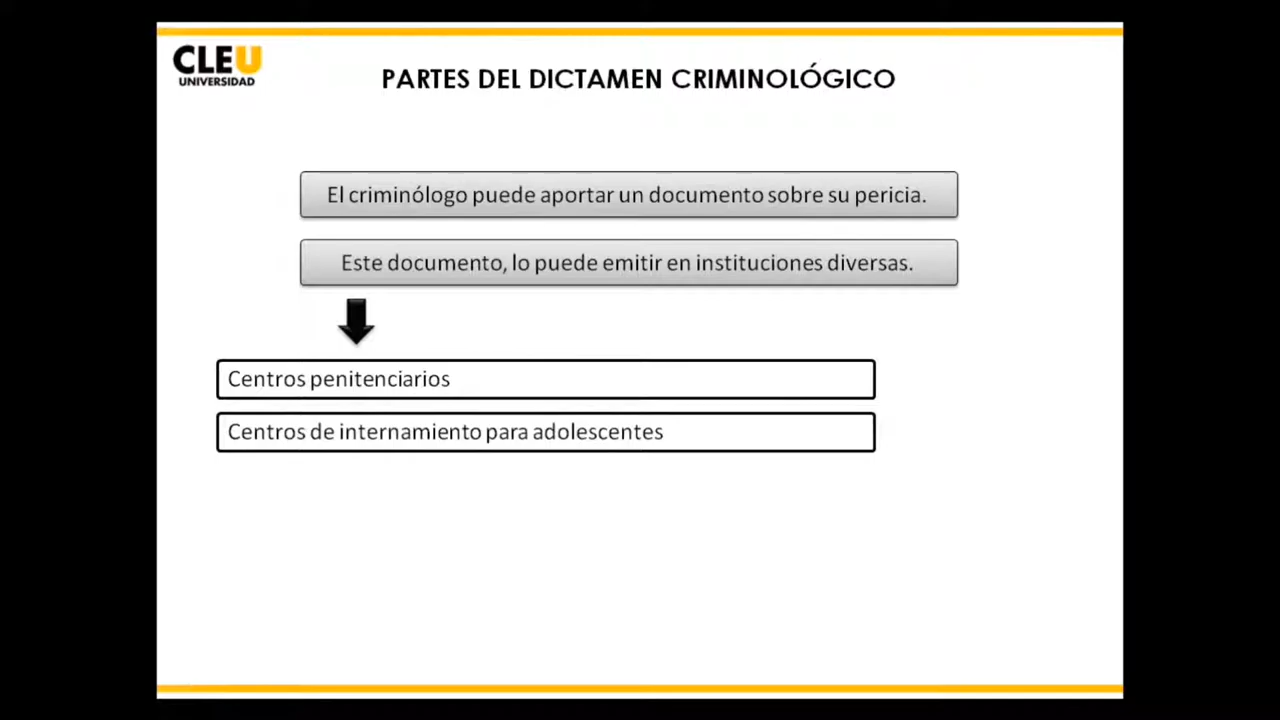 CLEU
UNIVERSIDAD
PARTES DEL DICTAMEN CRIMINOLÓGICO
El criminólogo puede aportar un documento sobre su pericia.
Este documento, lo puede emitir en instituciones diversas.
Centros penitenciarios
Centros de internamiento para adolescentes